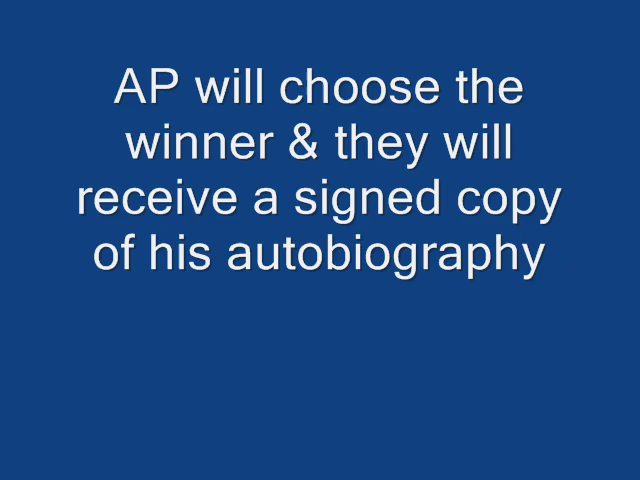 AP will choose the
winner & they will
receive a signed copy
of his autobiography